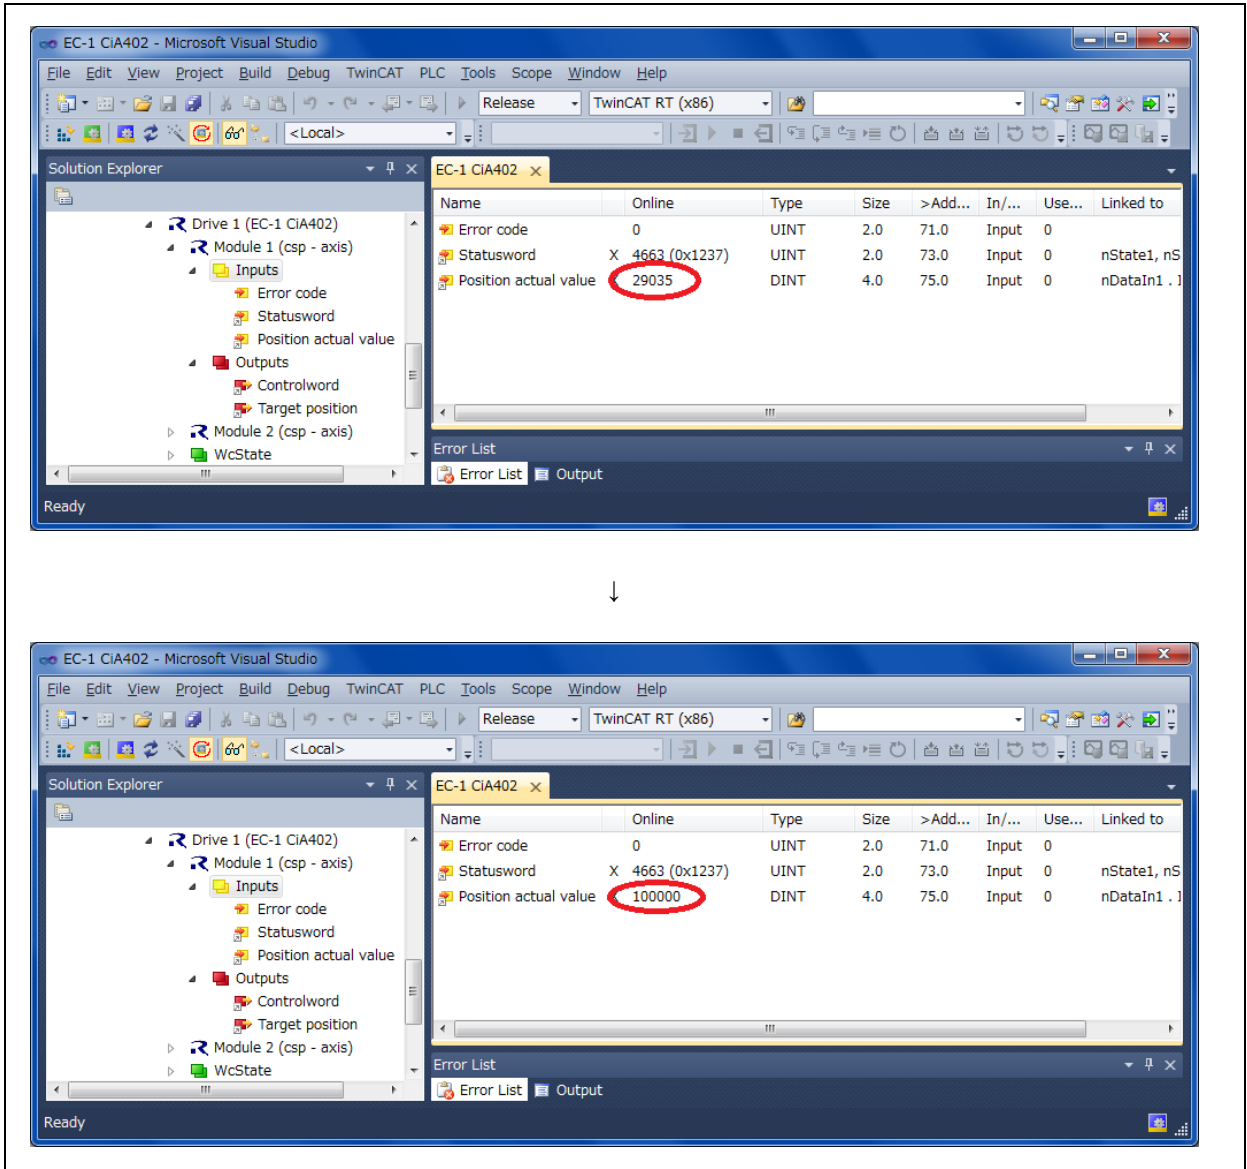 EC-1 CiA402 - Microsoft Visual Studio
File Edit View Project Build Debug TwinCAT PLC Tools Scope Window Help
Release TwinCAT RT (x86)
<Local>
Solution Explorer
EC-1 CiA402
Name Online Type Size >Add... In/... Use... Linked to
Drive 1 (EC-1 CiA402)
Module 1 (csp - axis)
Inputs
Error code
Statusword
Position actual value
Outputs
Controlword
Target position
Module 2 (csp - axis)
WcState
Error code 0 UINT 2.0 71.0 Input 0
Statusword X 4663 (0x1237) UINT 2.0 73.0 Input 0 nState1, nS
Position actual value 29035 DINT 4.0 75.0 Input 0 nDataIn1 .
Error List
Error List Output
Ready
↓
EC-1 CiA402 - Microsoft Visual Studio
File Edit View Project Build Debug TwinCAT PLC Tools Scope Window Help
Release TwinCAT RT (x86)
<Local>
Solution Explorer
EC-1 CiA402
Name Online Type Size >Add... In/... Use... Linked to
Drive 1 (EC-1 CiA402)
Module 1 (csp - axis)
Inputs
Error code
Statusword
Position actual value
Outputs
Controlword
Target position
Module 2 (csp - axis)
WcState
Error code 0 UINT 2.0 71.0 Input 0
Statusword X 4663 (0x1237) UINT 2.0 73.0 Input 0 nState1, nS
Position actual value 100000 DINT 4.0 75.0 Input 0 nDataIn1 .
Error List
Error List Output
Ready